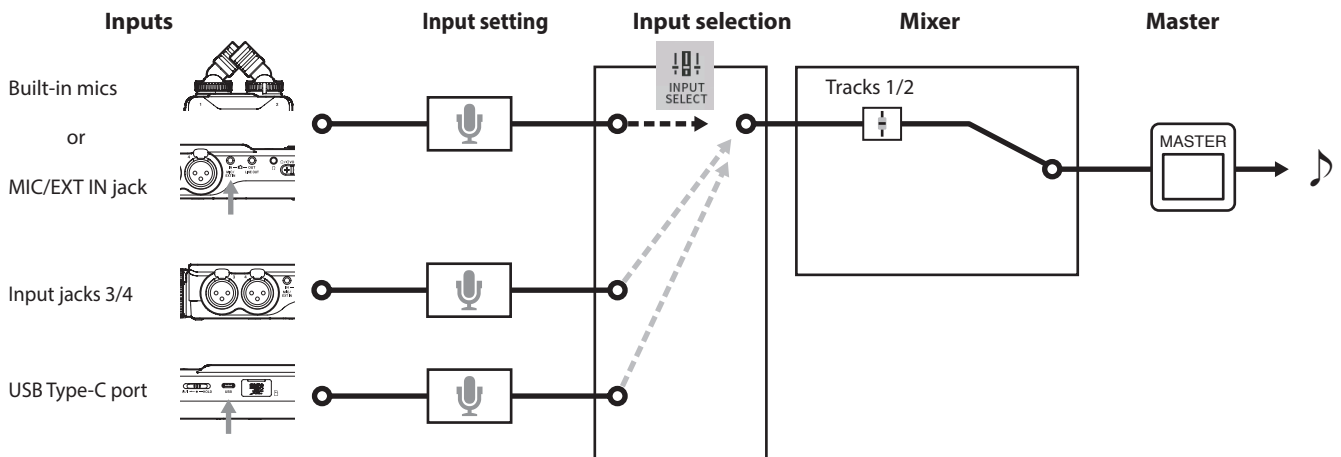 Inputs
Input setting
Input selection
Mixer
Master
Built-in mics
or
MIC/EXT IN jack
INPUT
SELECT
Tracks 1/2
MASTER
Input jacks 3/4
USB Type-C port
USB